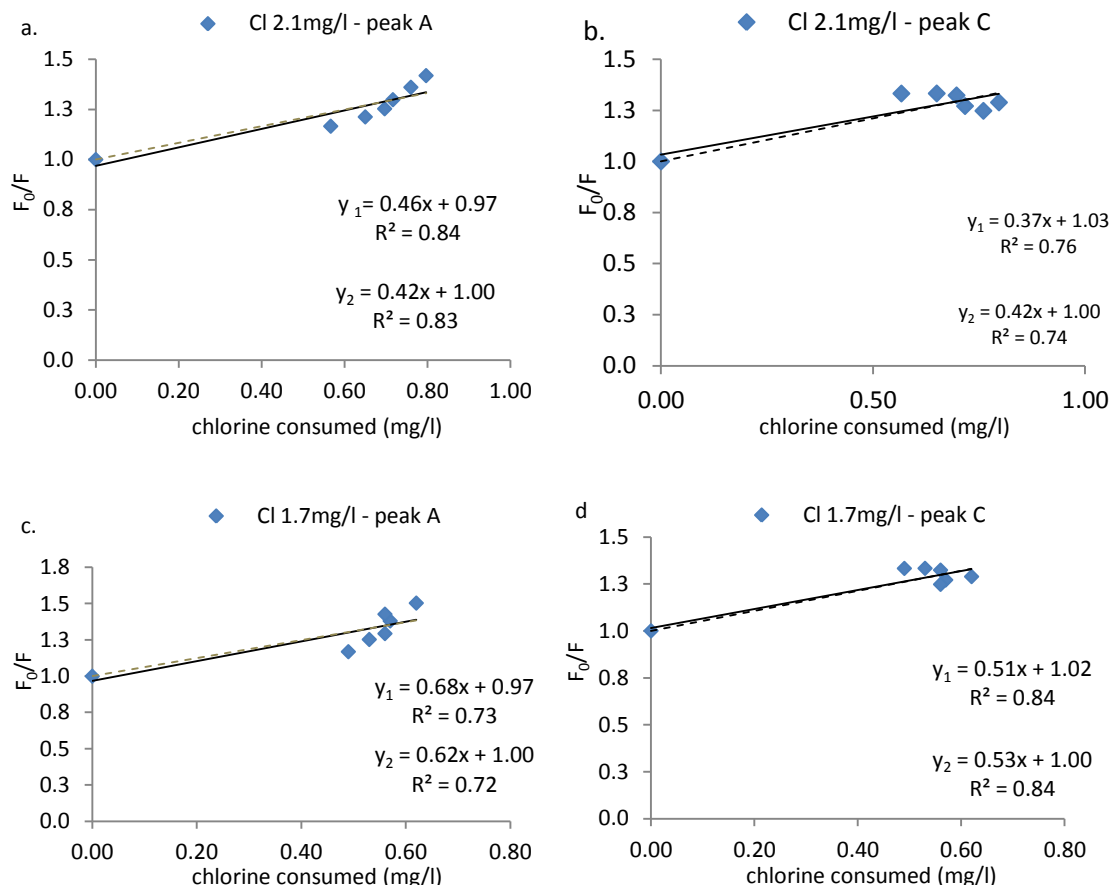 a.
Cl 2.1mg/l - peak A
1.5
1.3
1.0
0.8
0.5
0.3
0.0
F₀/F
y ₁= 0.46x + 0.97
R² = 0.84
y₂ = 0.42x + 1.00
R² = 0.83
0.00 0.20 0.40 0.60 0.80 1.00
chlorine consumed (mg/l)
b.
Cl 2.1mg/l - peak C
1.5
1.3
1.0
0.8
0.5
0.3
0.0
F₀/F
y₁ = 0.37x + 1.03
R² = 0.76
y₂ = 0.42x + 1.00
R² = 0.74
0.00 0.50 1.00
chlorine consumed (mg/l)
c.
Cl 1.7mg/l - peak A
1.8
1.5
1.3
1.0
0.8
0.5
0.3
0.0
F₀/F
y₁ = 0.68x + 0.97
R² = 0.73
y₂ = 0.62x + 1.00
R² = 0.72
0.00 0.20 0.40 0.60 0.80
chlorine consumed (mg/l)
d
Cl 1.7mg/l - peak C
1.5
1.3
1.0
0.8
0.5
0.3
0.0
F₀/F
y₁ = 0.51x + 1.02
R² = 0.84
y₂ = 0.53x + 1.00
R² = 0.84
0.00 0.20 0.40 0.60 0.80
chlorine consumed (mg/l)